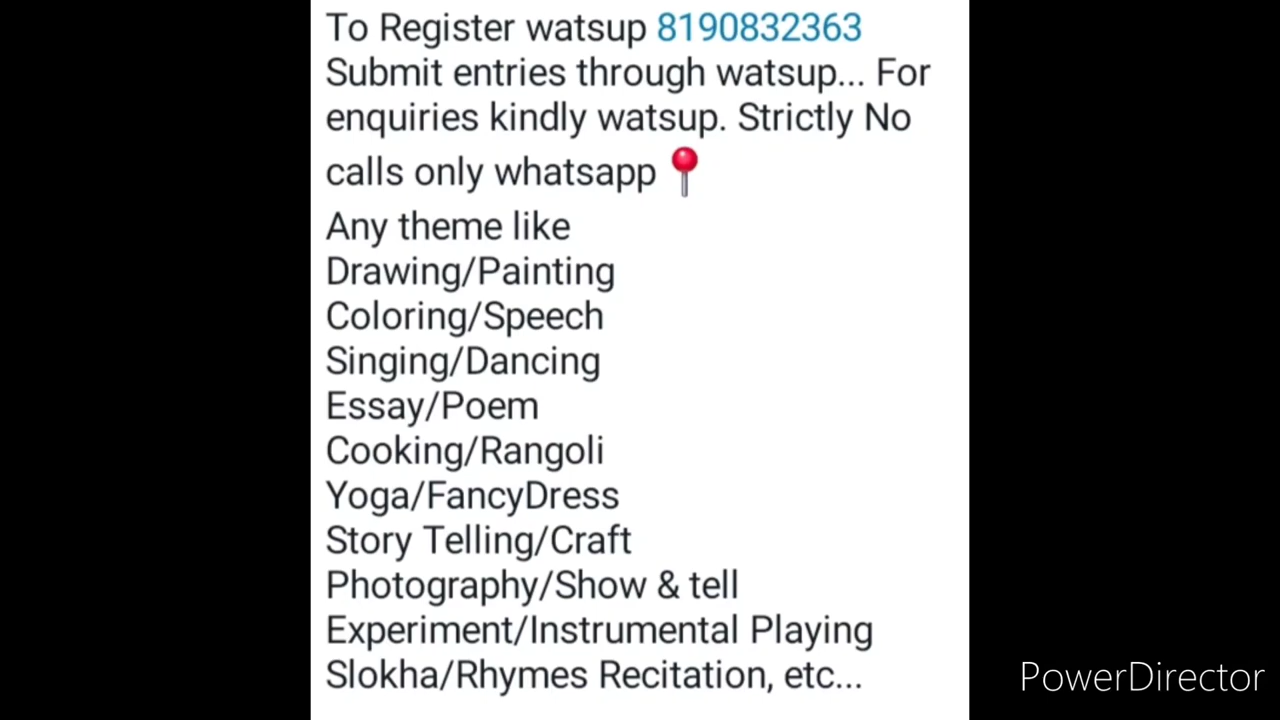 To Register watsup 8190832363
Submit entries through watsup... For
enquiries kindly watsup. Strictly No
calls only whatsapp📍
Any theme like
Drawing/Painting
Coloring/Speech
Singing/Dancing
Essay/Poem
Cooking/Rangoli
Yoga/FancyDress
Story Telling/Craft
Photography/Show & tell
Experiment/Instrumental Playing
Slokha/Rhymes Recitation, etc...
PowerDirector